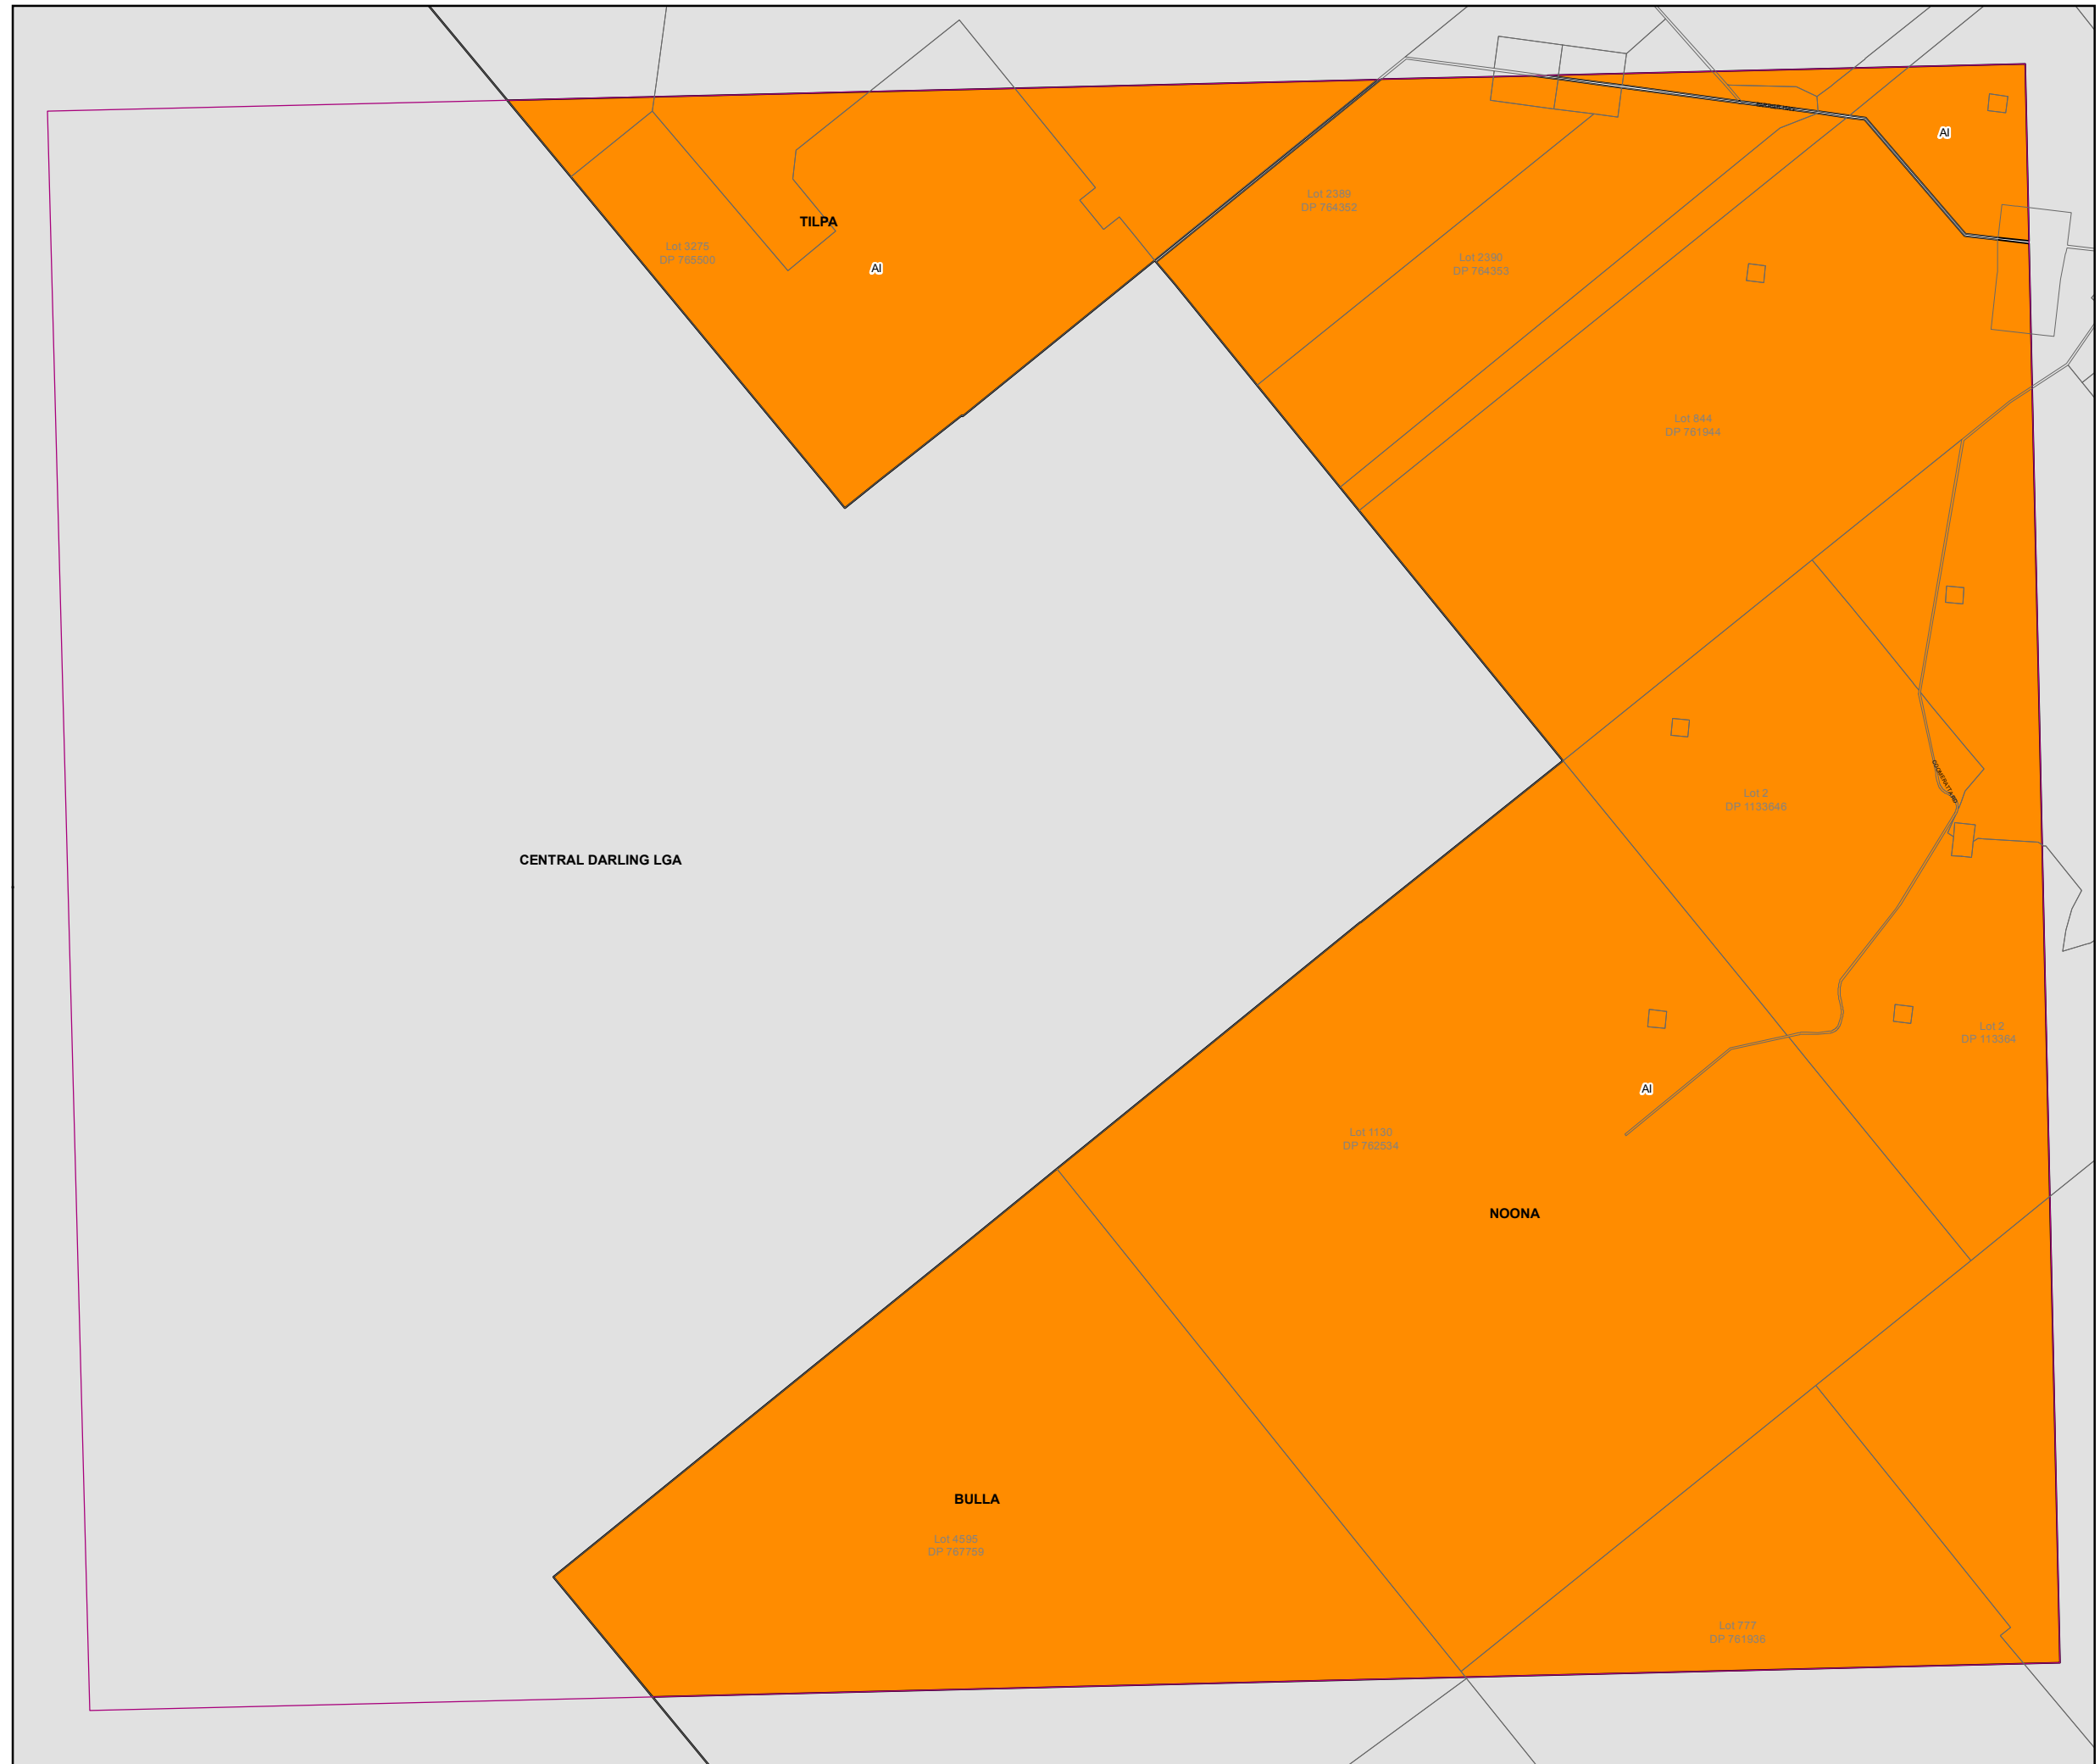 AI
Lot 2389
DP 764352
TILPA
Lot 3275
DP 765500
AI
Lot 2390
DP 764353
Lot 844
DP 761944
Lot 2
DP 1133646
CENTRAL DARLING LGA
Lot 2
DP 113364
AI
Lot 1130
DP 762534
NOONA
BULLA
Lot 4595
DP 767759
Lot 777
DP 761936